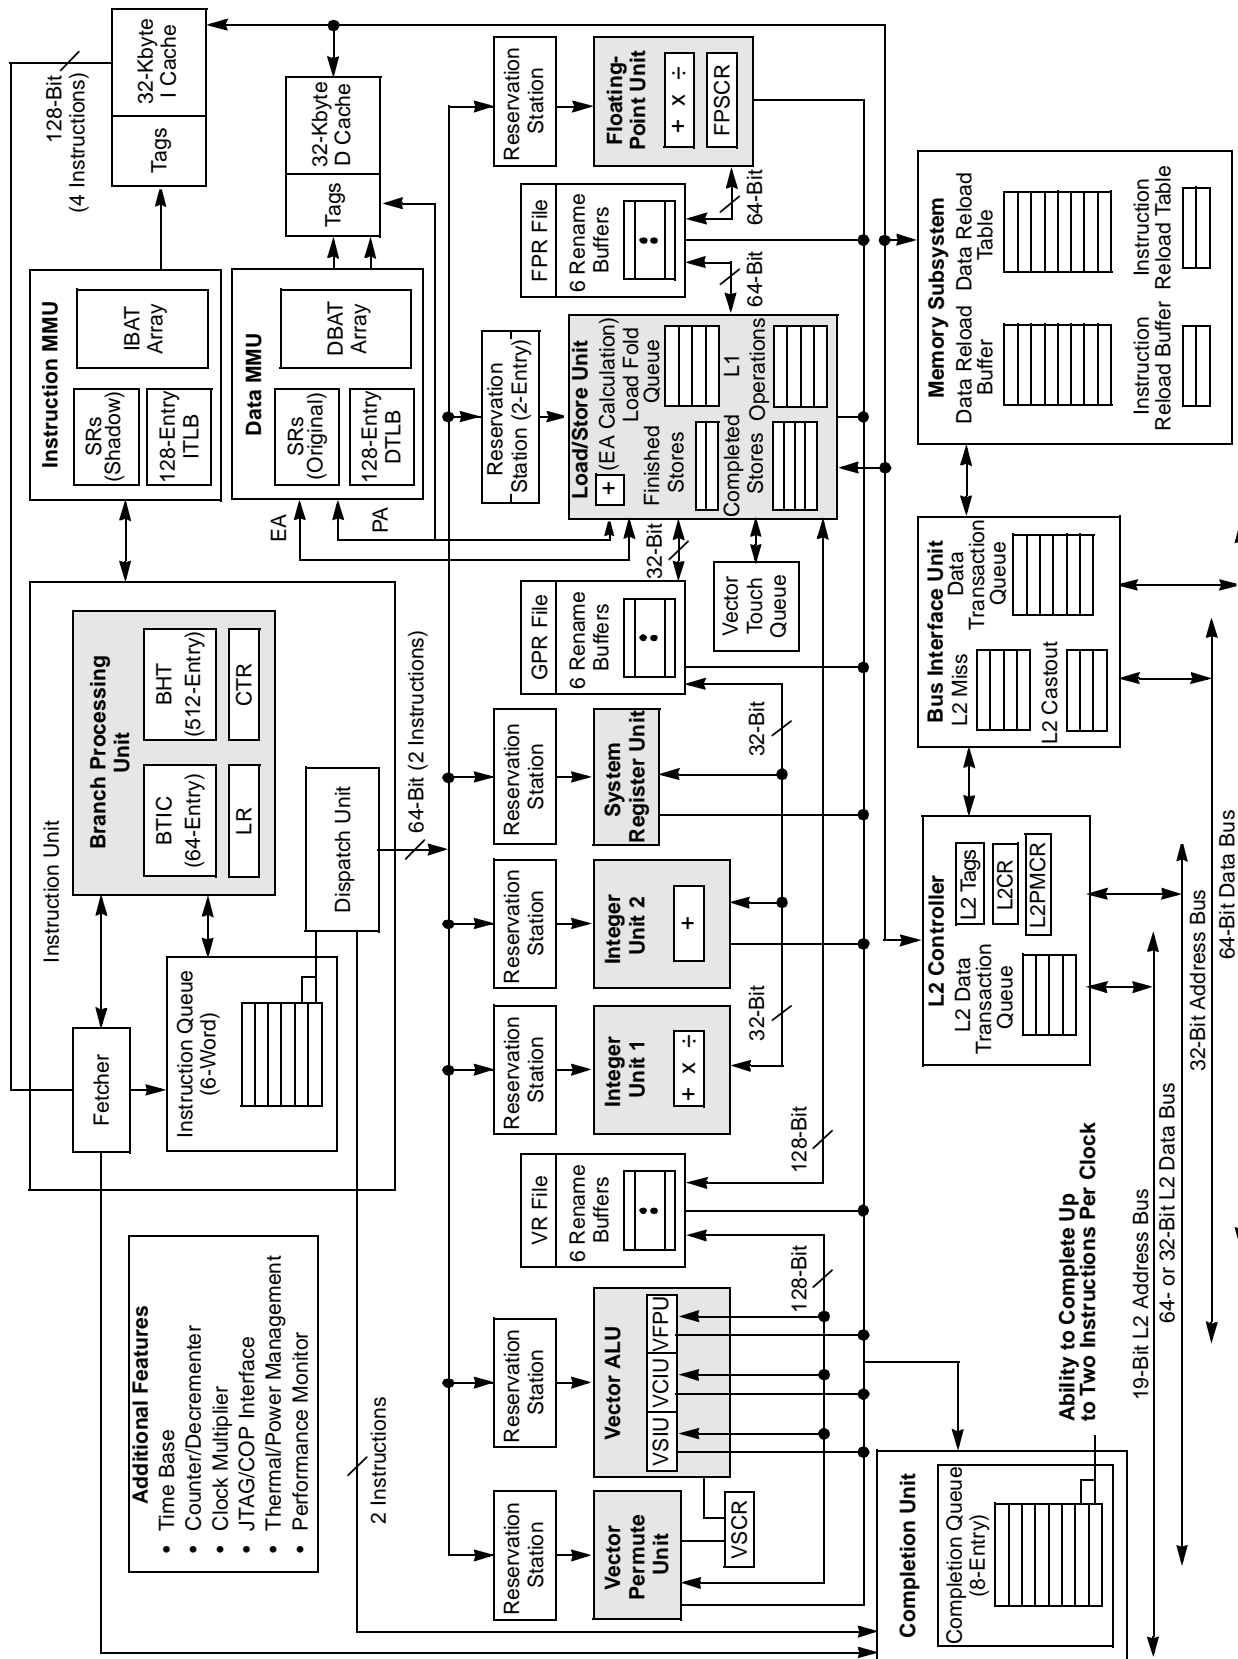 Additional Features
• Time Base
• Counter/Decrementer
• Clock Multiplier
• JTAG/COP Interface
• Thermal/Power Management
• Performance Monitor
Instruction Unit
Fetcher
Instruction Queue
(6-Word)
Branch Processing
Unit
BTIC
(64-Entry)
BHT
(512-Entry)
LR
CTR
Dispatch Unit
2 Instructions
64-Bit (2 Instructions)
Instruction MMU
SRs
(Shadow)
128-Entry
ITLB
IBAT
Array
Data MMU
SRs
(Original)
128-Entry
DTLB
DBAT
Array
EA
PA
128-Bit
(4 Instructions)
Tags
32-Kbyte
I Cache
Tags
32-Kbyte
D Cache
Reservation
Station
Reservation
Station
Reservation
Station
Reservation
Station
Reservation
Station
Reservation
Station (2-Entry)
Reservation
Station
Vector
Permute
Unit
VSCR
Vector ALU
VSIU
VCIU
VFPU
128-Bit
VR File
6 Rename
Buffers
128-Bit
Integer
Unit 1
+ x ÷
32-Bit
Integer
Unit 2
+
System
Register Unit
32-Bit
GPR File
6 Rename
Buffers
32-Bit
Vector
Touch
Queue
Load/Store Unit
+ (EA Calculation)
Load Fold
Queue
Finished
Stores
L1
Operations
Completed
Stores
FPR File
6 Rename
Buffers
64-Bit
64-Bit
Floating-
Point Unit
+ x ÷
FPSCR
Completion Unit
Completion Queue
(8-Entry)
Ability to Complete Up
to Two Instructions Per Clock
L2 Controller
L2 Data
Transaction
Queue
L2 Tags
L2CR
L2PMCR
Bus Interface Unit
L2 Miss
Data
Transaction
Queue
L2 Castout
Memory Subsystem
Data Reload
Buffer
Data Reload
Table
Instruction
Reload Buffer
Instruction
Reload Table
19-Bit L2 Address Bus
64- or 32-Bit L2 Data Bus
32-Bit Address Bus
64-Bit Data Bus